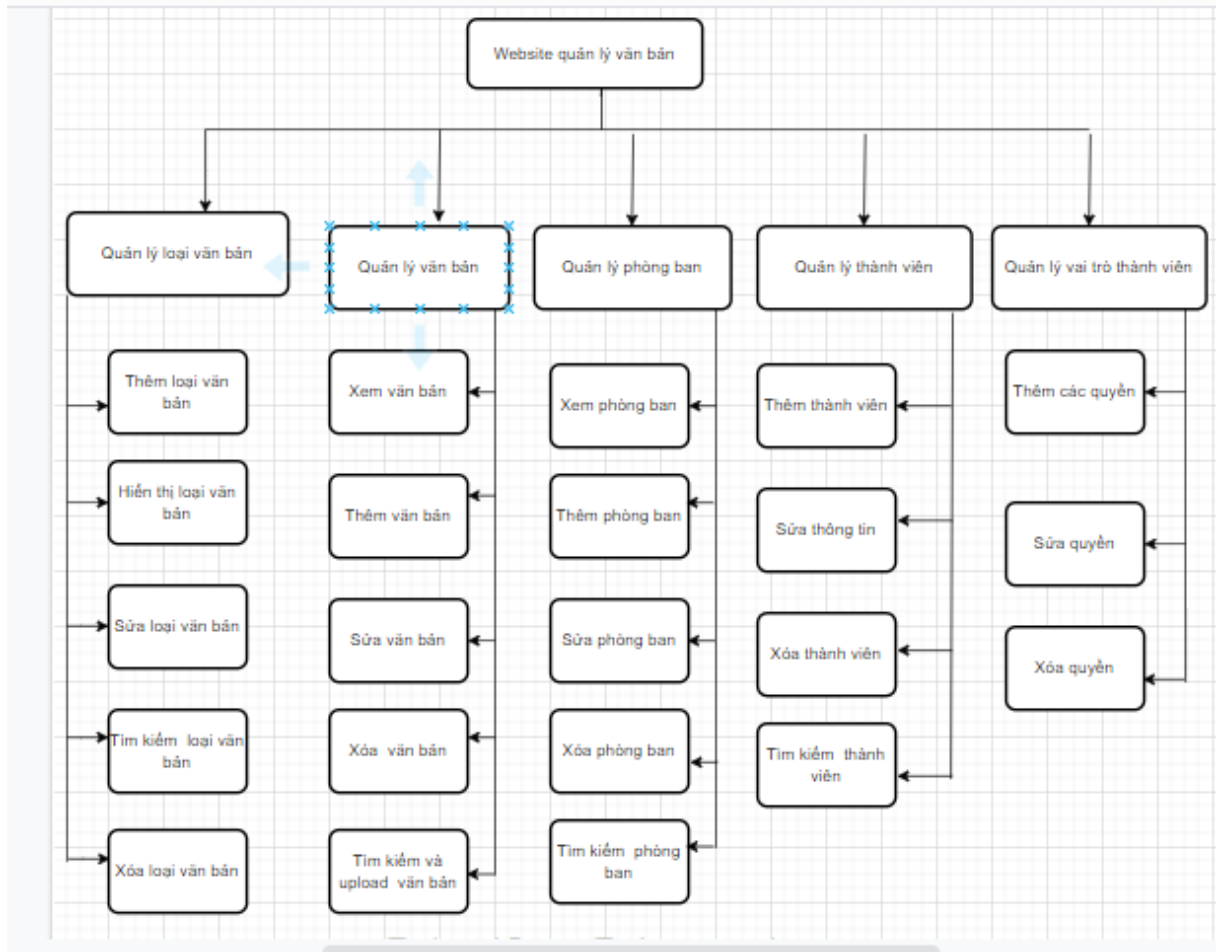 Website quản lý văn bản
Quản lý loại văn bản
Quản lý văn bản
Quản lý phòng ban
Quản lý thành viên
Quản lý vai trò thành viên
Thêm loại văn
bản
Hiển thị loại văn
bản
Sửa loại văn bản
Tìm kiếm loại văn
bản
Xóa loại văn bản
Xem văn bản
Thêm văn bản
Sửa văn bản
Xóa văn bản
Tìm kiếm và
upload văn bản
Xem phòng ban
Thêm phòng ban
Sửa phòng ban
Xóa phòng ban
Tìm kiếm phòng
ban
Thêm thành viên
Sửa thông tin
Xóa thành viên
Tìm kiếm thành
viên
Thêm các quyền
Sửa quyền
Xóa quyền